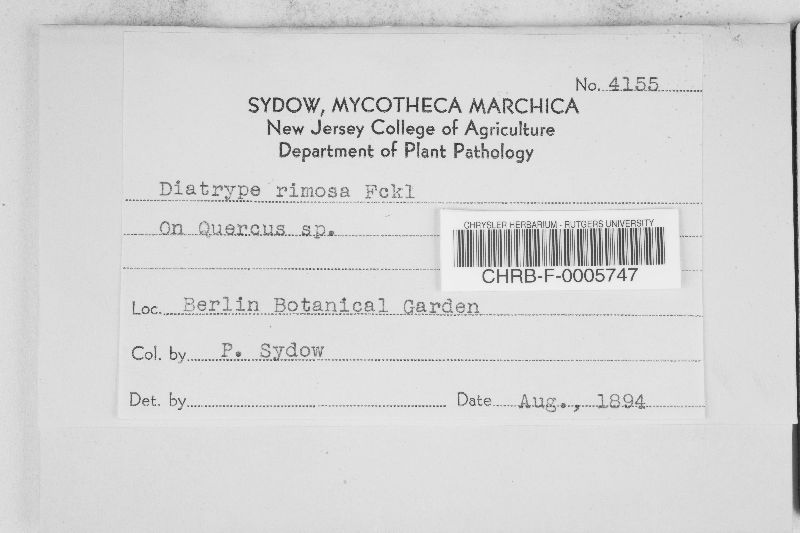 No. 4155
SYDOW, MYCOTHECA MARCHICA
New Jersey College of Agriculture
Department of Plant Pathology
Diatrype rimosa Fckl
On Quercus sp.
CHRYSLER HERBARIUM - RUTGERS UNIVERSITY
CHRB-F-0005747
Loc. Berlin Botanical Garden
Col. by P. Sydow
Det. by Date Aug., 1894